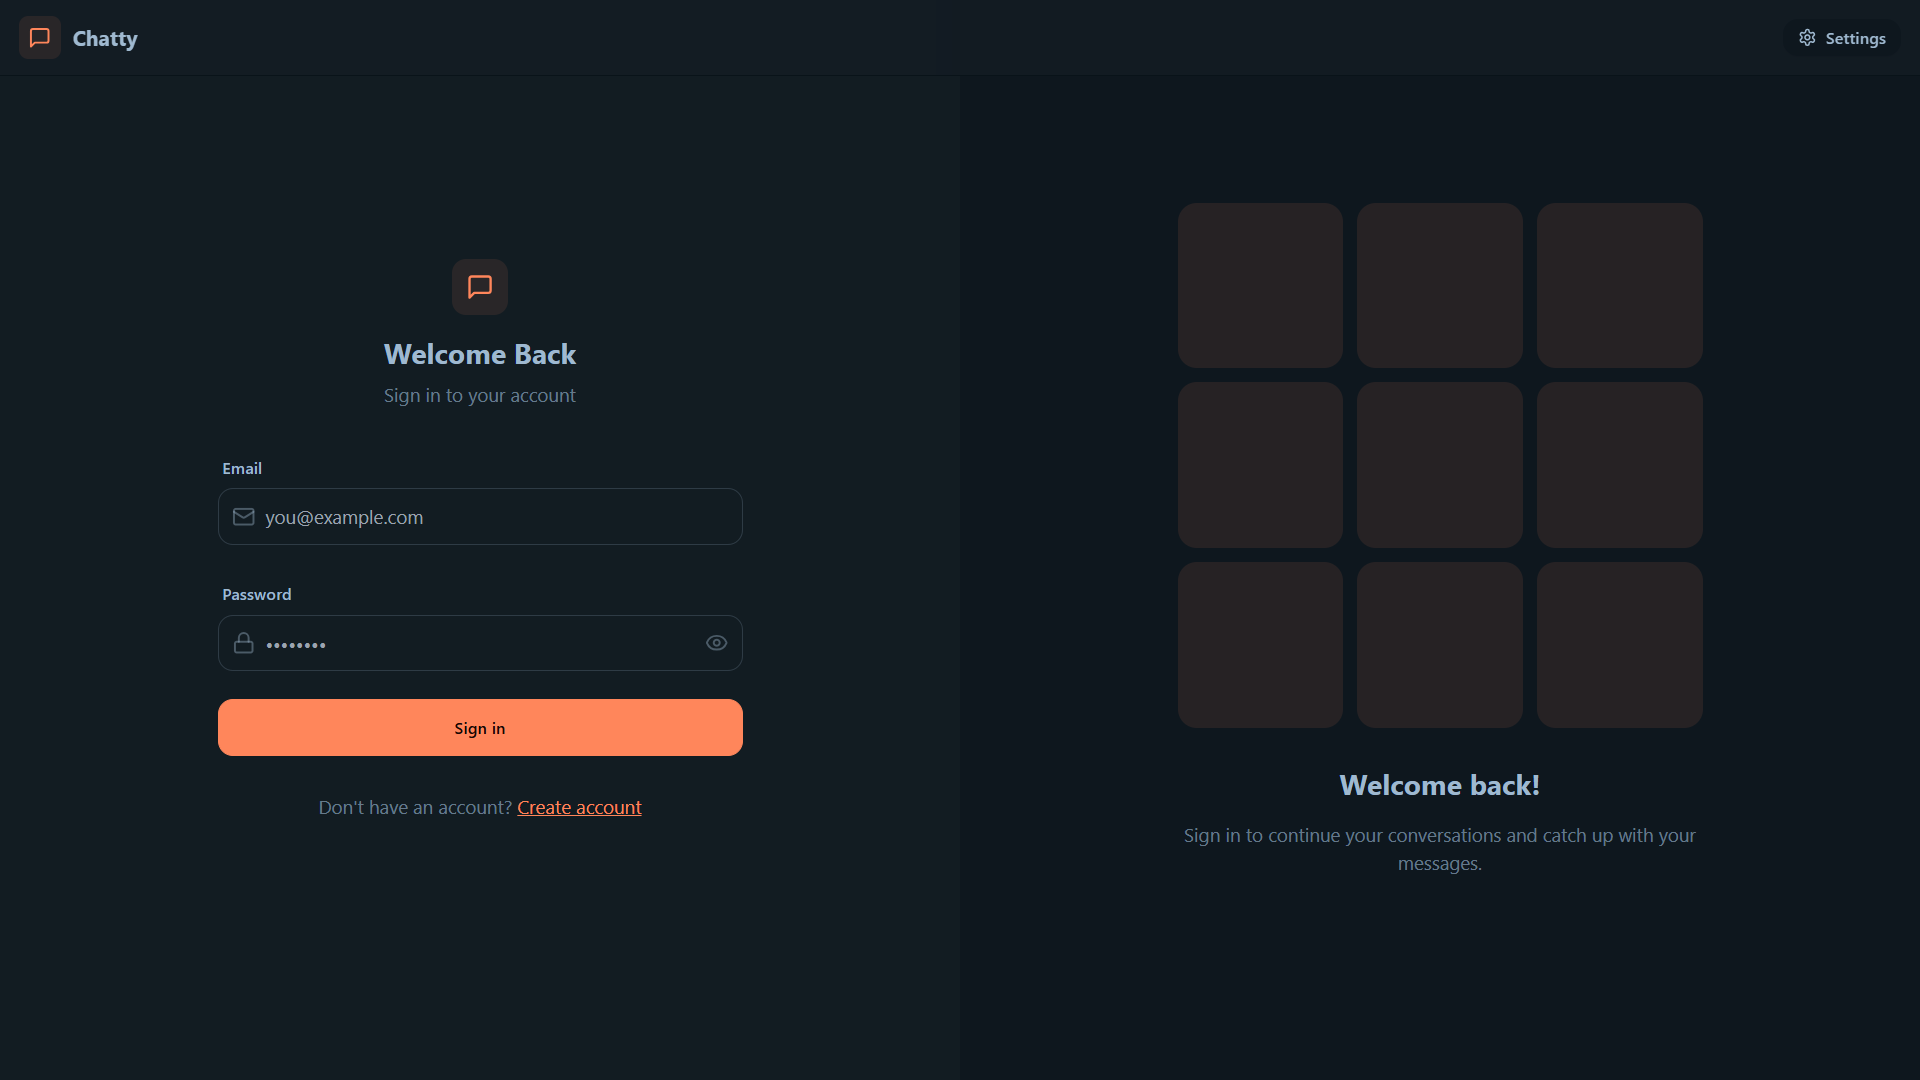 Chatty
Settings
Welcome Back
Sign in to your account
Email
you@example.com
Password
••••••••
Sign in
Don't have an account? Create account
Welcome back!
Sign in to continue your conversations and catch up with your
messages.